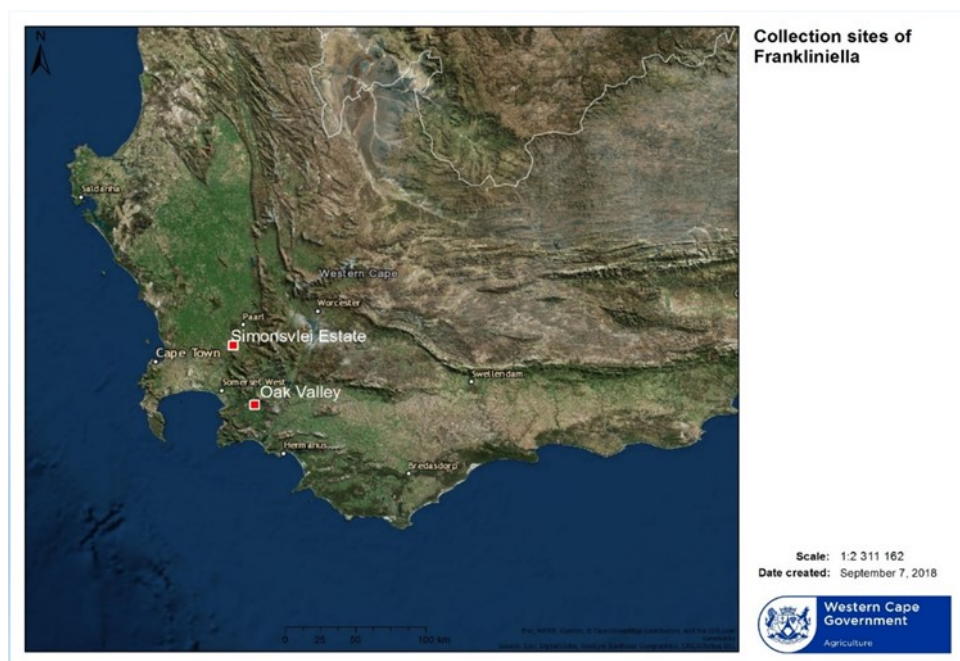 Collection sites of
Frankliniella
N
Saldanha
Western Cape
Worcester
Paarl
Simonsvlei Estate
Cape Town
Swellendam
Somerset West
Oak Valley
Hermanus
Bredasdorp
Scale: 1:2 311 162
Date created: September 7, 2018
Western Cape
Government
Agriculture
0 25 50 100 km